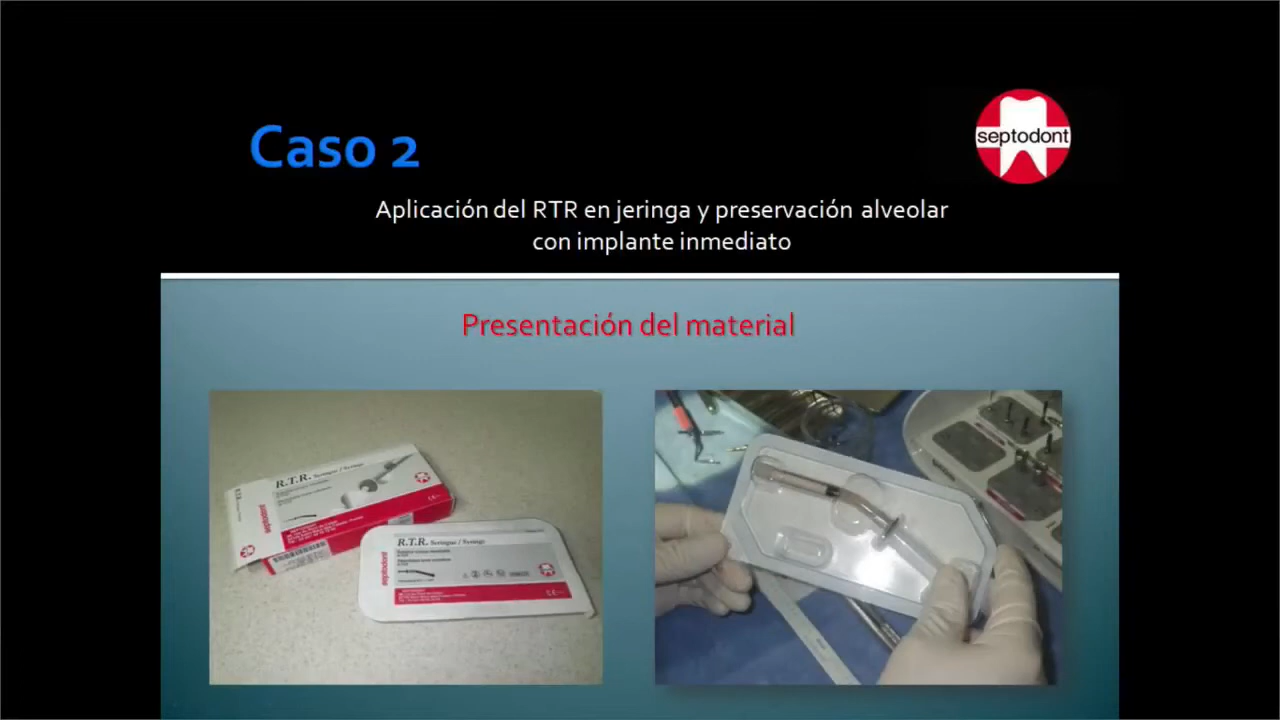 Caso 2
septodont
Aplicación del RTR en jeringa y preservación alveolar
con implante inmediato
Presentación del material
R.T.R. Seringue / Syringe
septodont
R.T.R. Seringue / Syringe
septodont